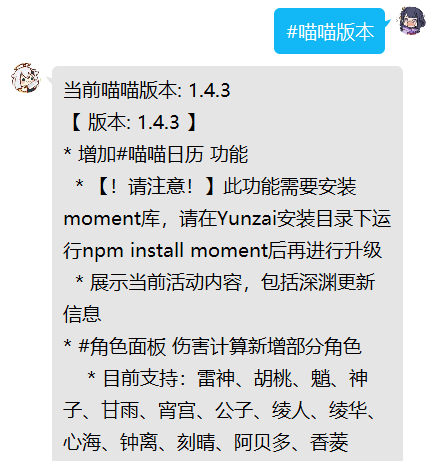 #喵喵版本
当前喵喵版本: 1.4.3
【 版本: 1.4.3 】
* 增加#喵喵日历 功能
* 【！请注意！】此功能需要安装
moment库，请在Yunzai安装目录下运
行npm install moment后再进行升级
* 展示当前活动内容，包括深渊更新
信息
* #角色面板 伤害计算新增部分角色
* 目前支持：雷神、胡桃、魈、神
子、甘雨、宵宫、公子、绫人、绫华、
心海、钟离、刻晴、阿贝多、香菱